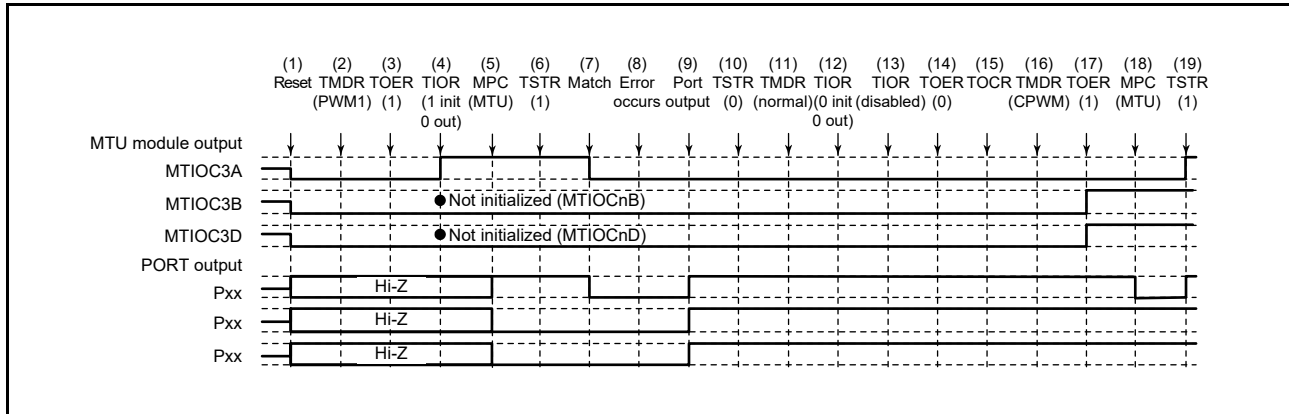 (1) (2) (3) (4) (5) (6) (7) (8) (9) (10) (11) (12) (13) (14) (15) (16) (17) (18) (19)
Reset TMDR TOER TIOR MPC TSTR Match Error Port TSTR TMDR TIOR TIOR TOER TOCR TMDR TOER MPC TSTR
(PWM1) (1) (1 init (MTU) (1) occurs output (0) (normal) (0 init (disabled) (0) (CPWM) (1) (MTU) (1)
0 out) 0 out)
MTU module output
MTIOC3A
MTIOC3B ● Not initialized (MTIOCnB)
MTIOC3D ● Not initialized (MTIOCnD)
PORT output
Pxx Hi-Z
Pxx Hi-Z
Pxx Hi-Z